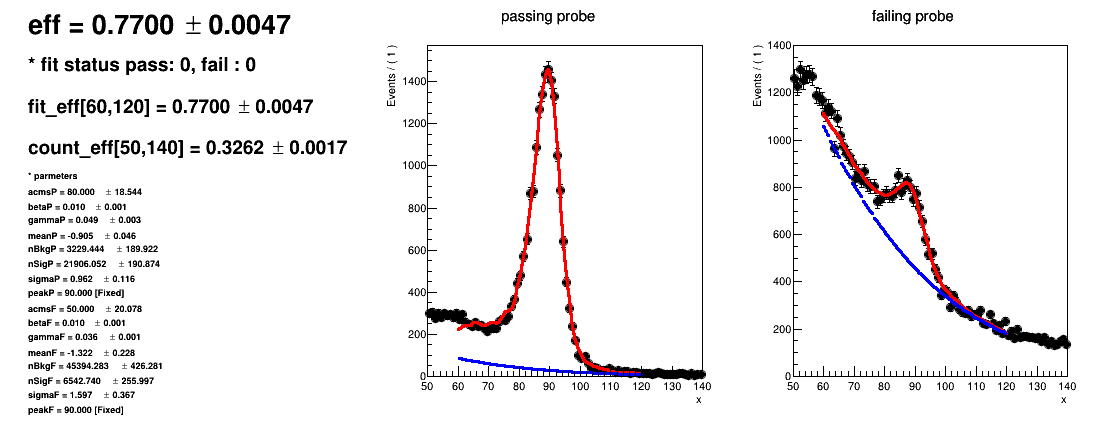 eff = 0.7700 ± 0.0047
* fit status pass: 0, fail : 0
fit_eff[60,120] = 0.7700 ± 0.0047
count_eff[50,140] = 0.3262 ± 0.0017
* parmeters
acmsP = 80.000 ± 18.544
betaP = 0.010 ± 0.001
gammaP = 0.049 ± 0.003
meanP = -0.905 ± 0.046
nBkgP = 3229.444 ± 189.922
nSigP = 21906.052 ± 190.874
sigmaP = 0.962 ± 0.116
peakP = 90.000 [Fixed]
acmsF = 50.000 ± 20.078
betaF = 0.010 ± 0.001
gammaF = 0.036 ± 0.001
meanF = -1.322 ± 0.228
nBkgF = 45394.283 ± 426.281
nSigF = 6542.740 ± 255.997
sigmaF = 1.597 ± 0.367
peakF = 90.000 [Fixed]
passing probe
Events / ( 1 )
1400
1200
1000
800
600
400
200
0
50 60 70 80 90 100 110 120 130 140
x
failing probe
Events / ( 1 )
1400
1200
1000
800
600
400
200
0
50 60 70 80 90 100 110 120 130 140
x